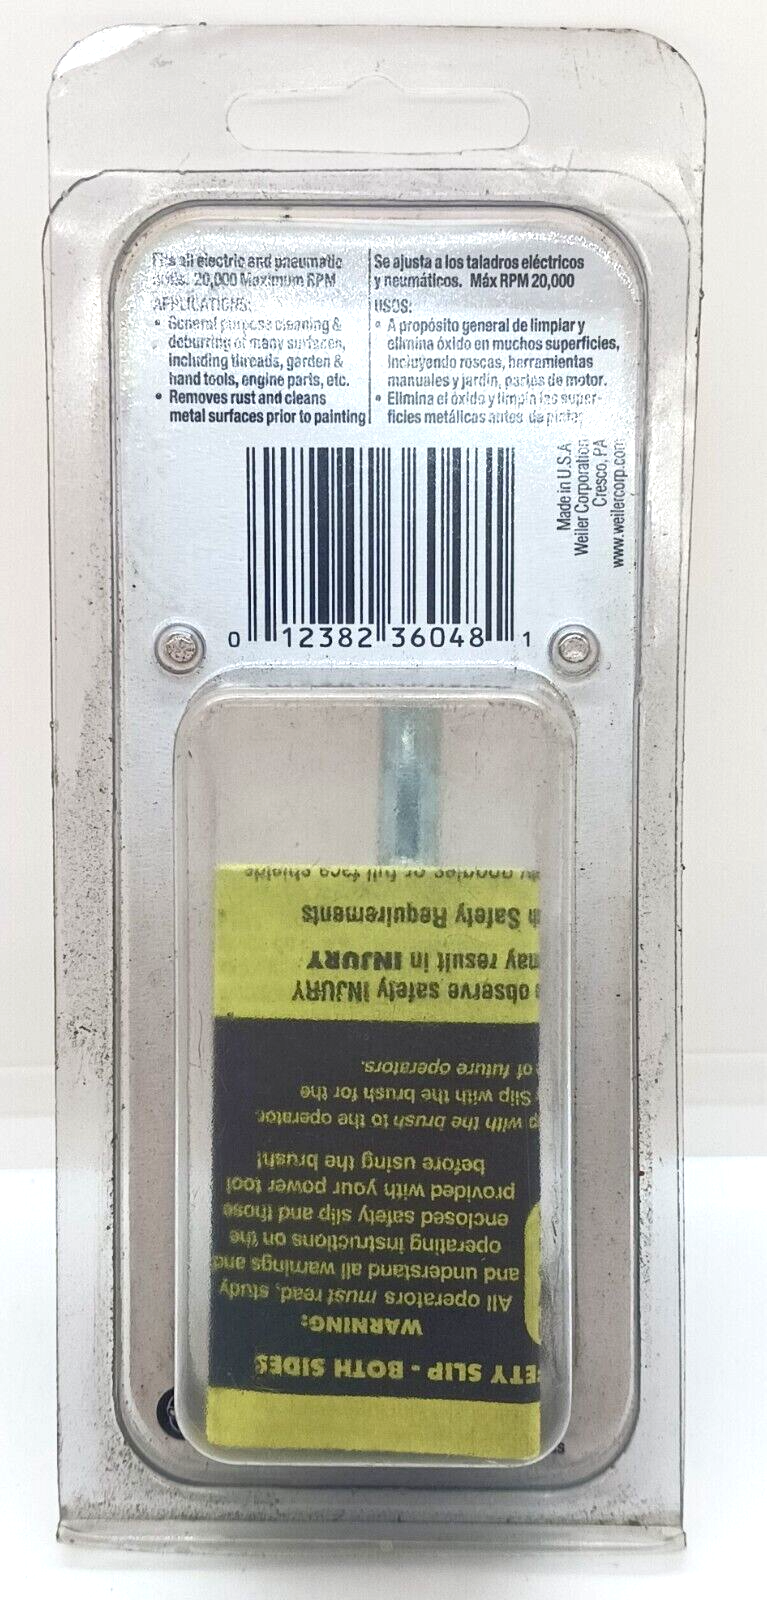 Fits all electric and pneumatic
tools. 20,000 Maximum RPM
APPLICATIONS:
• General purpose cleaning &
deburring of many surfaces,
including threads, garden &
hand tools, engine parts, etc.
• Removes rust and cleans
metal surfaces prior to painting
Se ajusta a los taladros eléctricos
y neumáticos. Máx RPM 20,000
USOS:
• A propósito general de limpiar y
elimina óxido en muchos superficies,
incluyendo roscas, herramientas
manuales y jardín, partes de motor.
• Elimina el óxido y limpia las super-
ficies metálicas antes de pintar
Made in U.S.A
Weiler Corporation
Cresco, PA
www.weilercorp.com
0 12382 36048 1
ETY SLIP - BOTH SIDES
WARNING:
All operators must read, study
and understand all warnings and
operating instructions on the
enclosed safety slip and those
provided with your power tool
before using the brush!
p with the brush to the operator.
Slip with the brush for the
of future operators.
observe safety INJURY
may result in INJURY
h Safety Requirements
goggles or full face shields